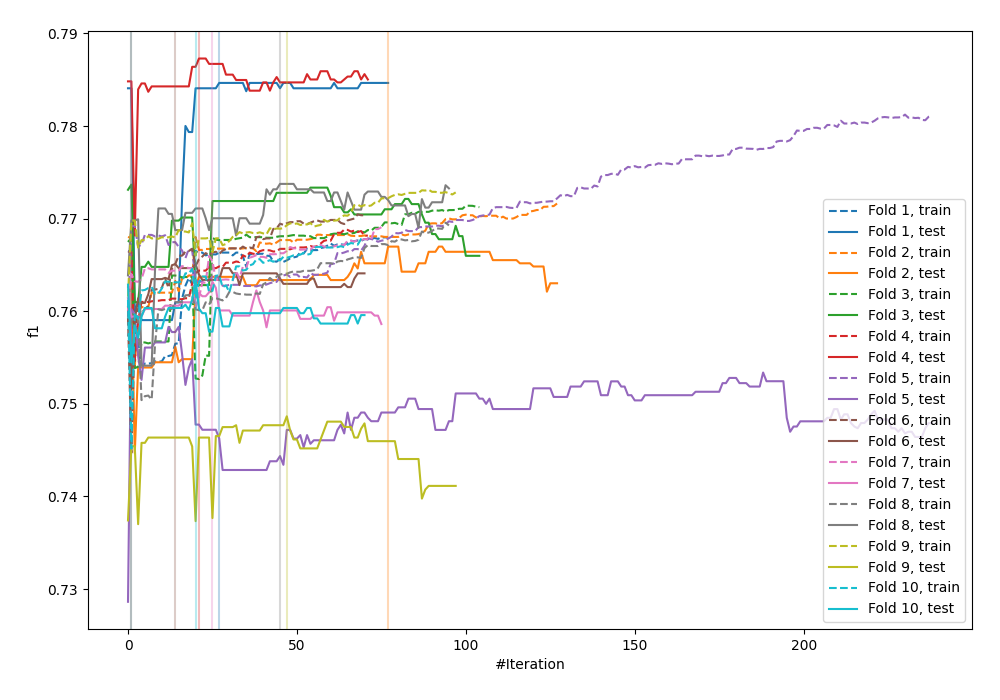 0.79
0.78
0.77
0.76
0.75
0.74
0.73
f1
0
50
100
150
200
#Iteration
Fold 1, train
Fold 1, test
Fold 2, train
Fold 2, test
Fold 3, train
Fold 3, test
Fold 4, train
Fold 4, test
Fold 5, train
Fold 5, test
Fold 6, train
Fold 6, test
Fold 7, train
Fold 7, test
Fold 8, train
Fold 8, test
Fold 9, train
Fold 9, test
Fold 10, train
Fold 10, test